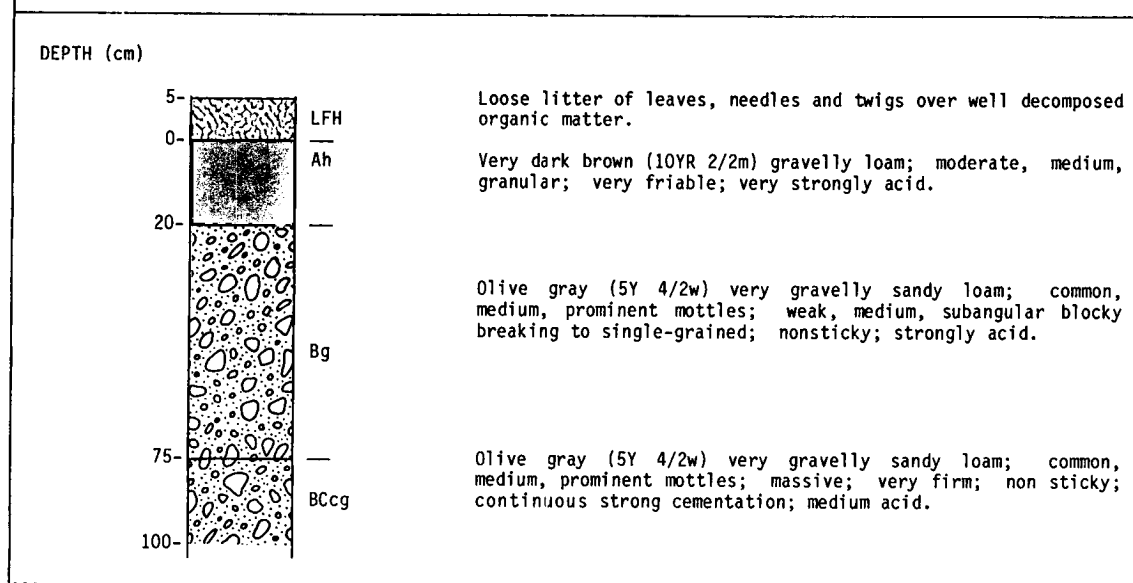 DEPTH (cm)
5-
LFH
Loose litter of leaves, needles and twigs over well decomposed
organic matter.
0-
Ah
Very dark brown (10YR 2/2m) gravelly loam; moderate, medium,
granular; very friable; very strongly acid.
20-
Olive gray (5Y 4/2w) very gravelly sandy loam; common,
medium, prominent mottles; weak, medium, subangular blocky
breaking to single-grained; nonsticky; strongly acid.
Bg
75-
Olive gray (5Y 4/2w) very gravelly sandy loam; common,
medium, prominent mottles; massive; very firm; non sticky;
continuous strong cementation; medium acid.
BCcg
100-